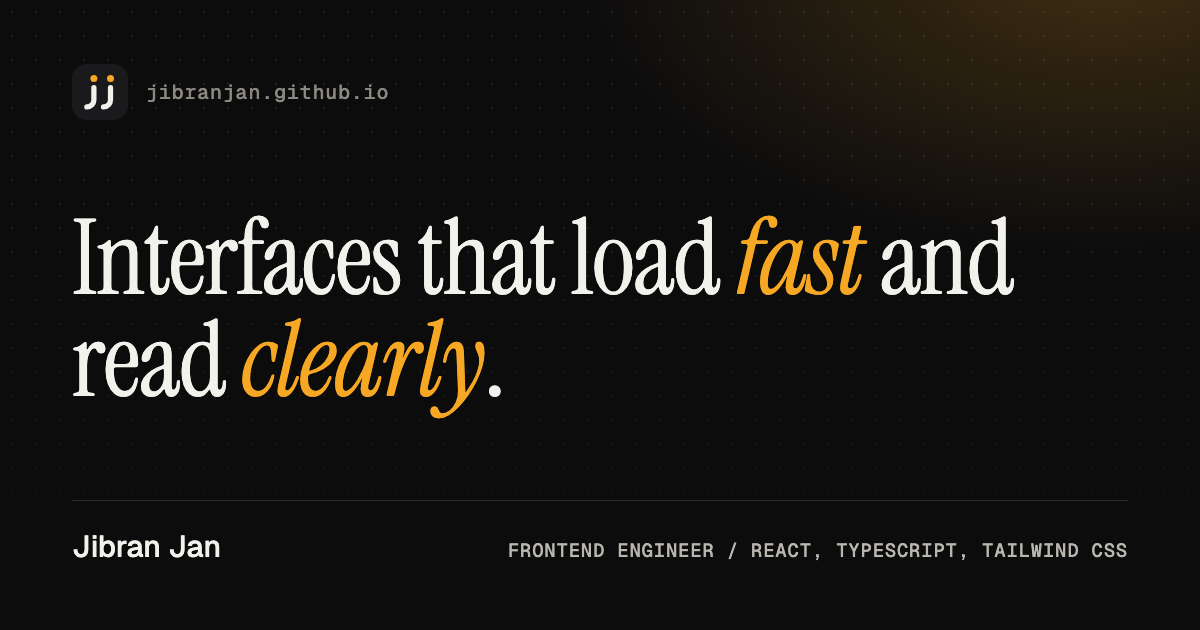 jj
jibranjan.github.io
Interfaces that load fast and
read clearly.
Jibran Jan
FRONTEND ENGINEER / REACT, TYPESCRIPT, TAILWIND CSS